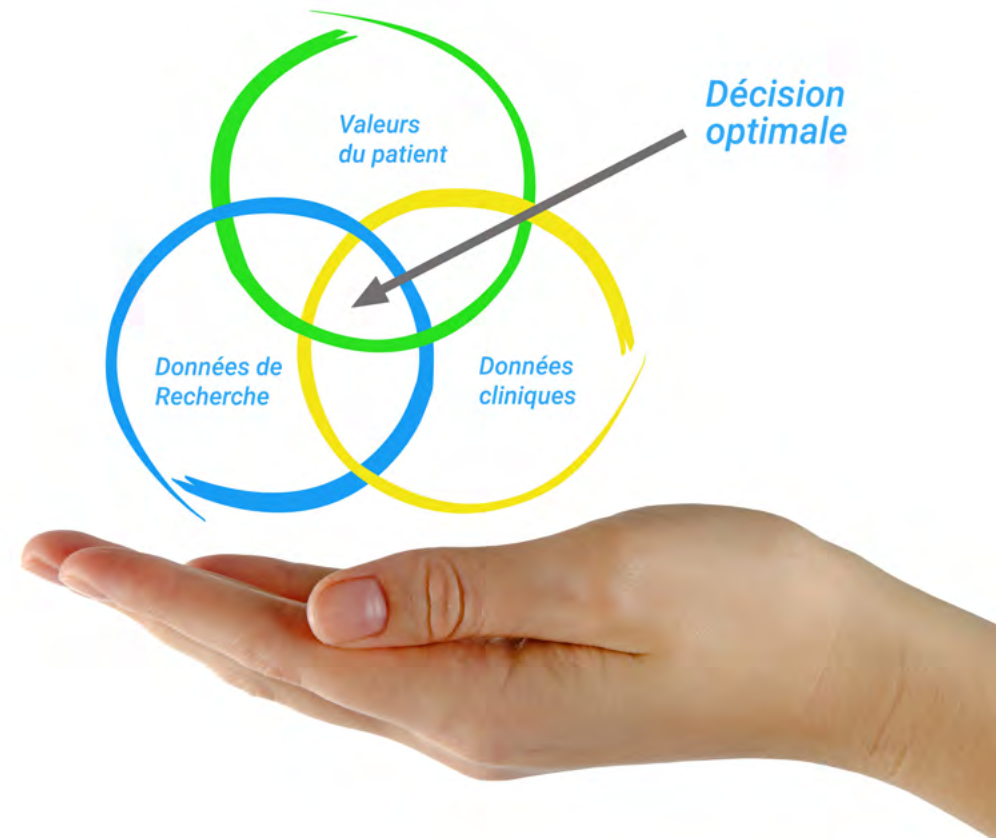 Décision
optimale
Valeurs
du patient
Données de
Recherche
Données
cliniques